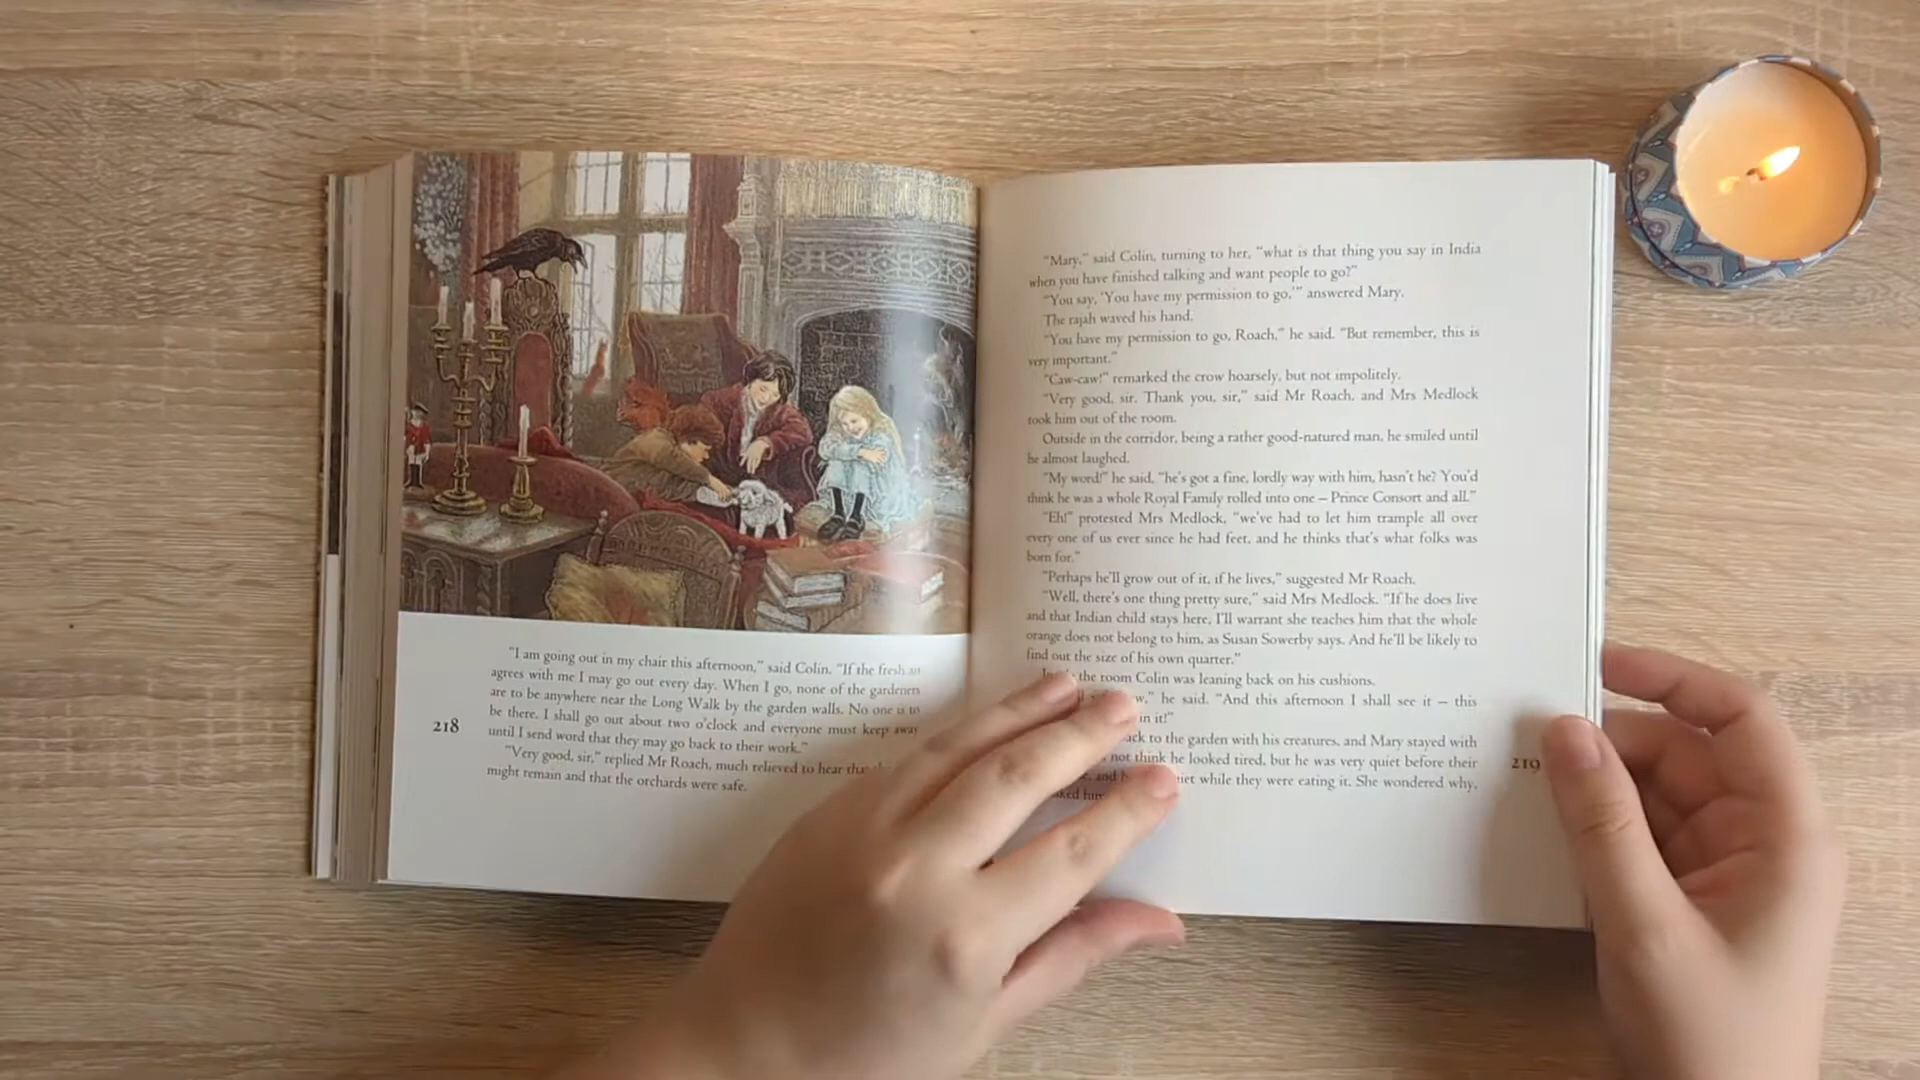 "I am going out in my chair this afternoon," said Colin. "If the fresh air
agrees with me I may go out every day. When I go, none of the gardeners
are to be anywhere near the Long Walk by the garden walls. No one is to
be there. I shall go out about two o'clock and everyone must keep away
until I send word that they may go back to their work."
"Very good, sir," replied Mr Roach, much relieved to hear that
might remain and that the orchards were safe.
218
"Mary," said Colin, turning to her, "what is that thing you say in India
when you have finished talking and want people to go?"
"You say, 'You have my permission to go,'" answered Mary.
The rajah waved his hand.
"You have my permission to go, Roach," he said. "But remember, this is
very important."
"Caw-caw!" remarked the crow hoarsely, but not impolitely.
"Very good, sir. Thank you, sir," said Mr Roach, and Mrs Medlock
took him out of the room.
Outside in the corridor, being a rather good-natured man, he smiled until
he almost laughed.
"My word!" he said, "he's got a fine, lordly way with him, hasn't he? You'd
think he was a whole Royal Family rolled into one – Prince Consort and all."
"Eh!" protested Mrs Medlock, "we've had to let him trample all over
every one of us ever since he had feet, and he thinks that's what folks was
born for."
"Perhaps he'll grow out of it, if he lives," suggested Mr Roach.
"Well, there's one thing pretty sure," said Mrs Medlock. "If he does live
and that Indian child stays here, I'll warrant she teaches him that the whole
orange does not belong to him, as Susan Sowerby says. And he'll be likely to
find out the size of his own quarter."
the room Colin was leaning back on his cushions.
he said. "And this afternoon I shall see it – this
in it!"
to the garden with his creatures, and Mary stayed with
not think he looked tired, but he was very quiet before their
and while they were eating it. She wondered why,
219